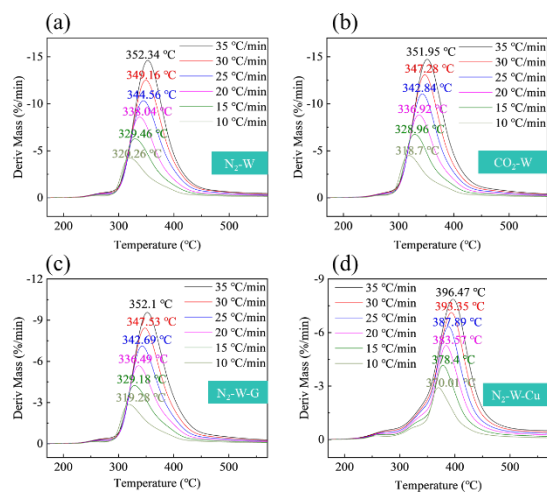 (a)
-15
-10
-5
0
Deriv Mass (%/min)
352.34 °C
349.16 °C
344.56 °C
338.04 °C
329.46 °C
320.26 °C
35 °C/min
30 °C/min
25 °C/min
20 °C/min
15 °C/min
10 °C/min
N₂-W
200 300 400 500
Temperature (°C)
(b)
-15
-10
-5
0
Deriv Mass (%/min)
351.95 °C
347.28 °C
342.84 °C
336.92 °C
328.96 °C
318.7 °C
35 °C/min
30 °C/min
25 °C/min
20 °C/min
15 °C/min
10 °C/min
CO₂-W
200 300 400 500
Temperature (°C)
(c)
-12
-9
-6
-3
0
Deriv Mass (%/min)
352.1 °C
347.53 °C
342.69 °C
336.49 °C
329.18 °C
319.28 °C
35 °C/min
30 °C/min
25 °C/min
20 °C/min
15 °C/min
10 °C/min
N₂-W-G
200 300 400 500
Temperature (°C)
(d)
-9
-6
-3
0
Deriv Mass (%/min)
35 °C/min
30 °C/min
25 °C/min
20 °C/min
15 °C/min
10 °C/min
396.47 °C
393.35 °C
387.89 °C
383.57 °C
378.4 °C
370.01 °C
N₂-W-Cu
200 300 400 500
Temperature (°C)